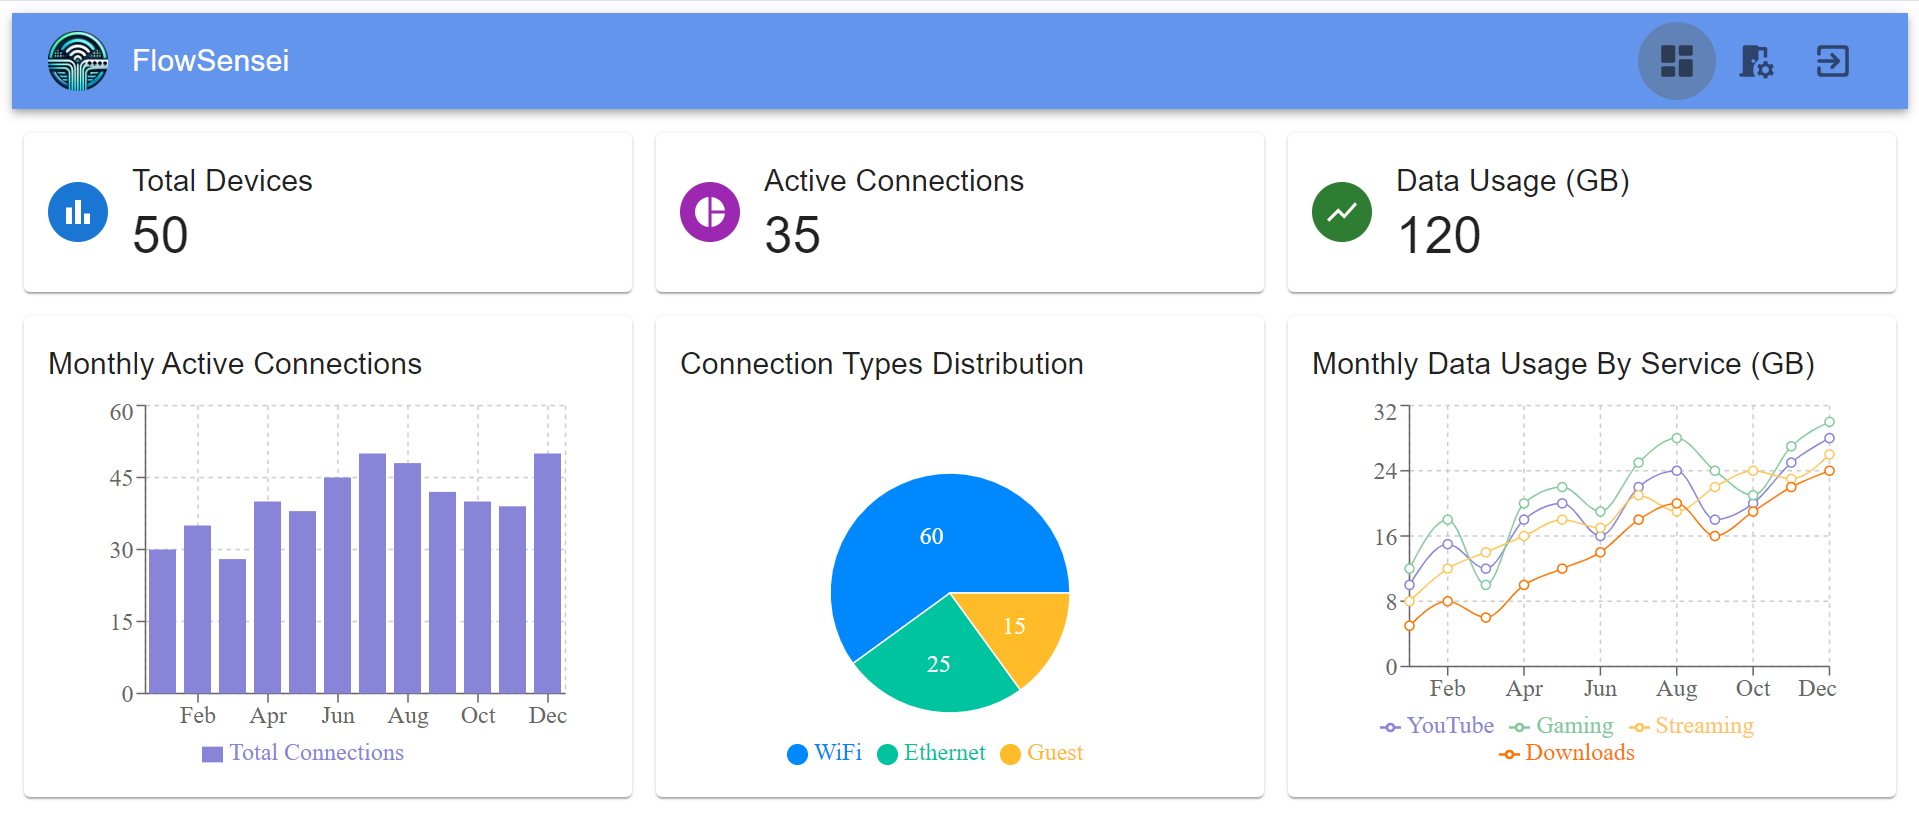 FlowSensei
Total Devices
50
Active Connections
35
Data Usage (GB)
120
Monthly Active Connections
60
45
30
15
0
Feb Apr Jun Aug Oct Dec
Total Connections
Connection Types Distribution
60
15
25
WiFi Ethernet Guest
Monthly Data Usage By Service (GB)
32
24
16
8
0
Feb Apr Jun Aug Oct Dec
YouTube Gaming Streaming
Downloads